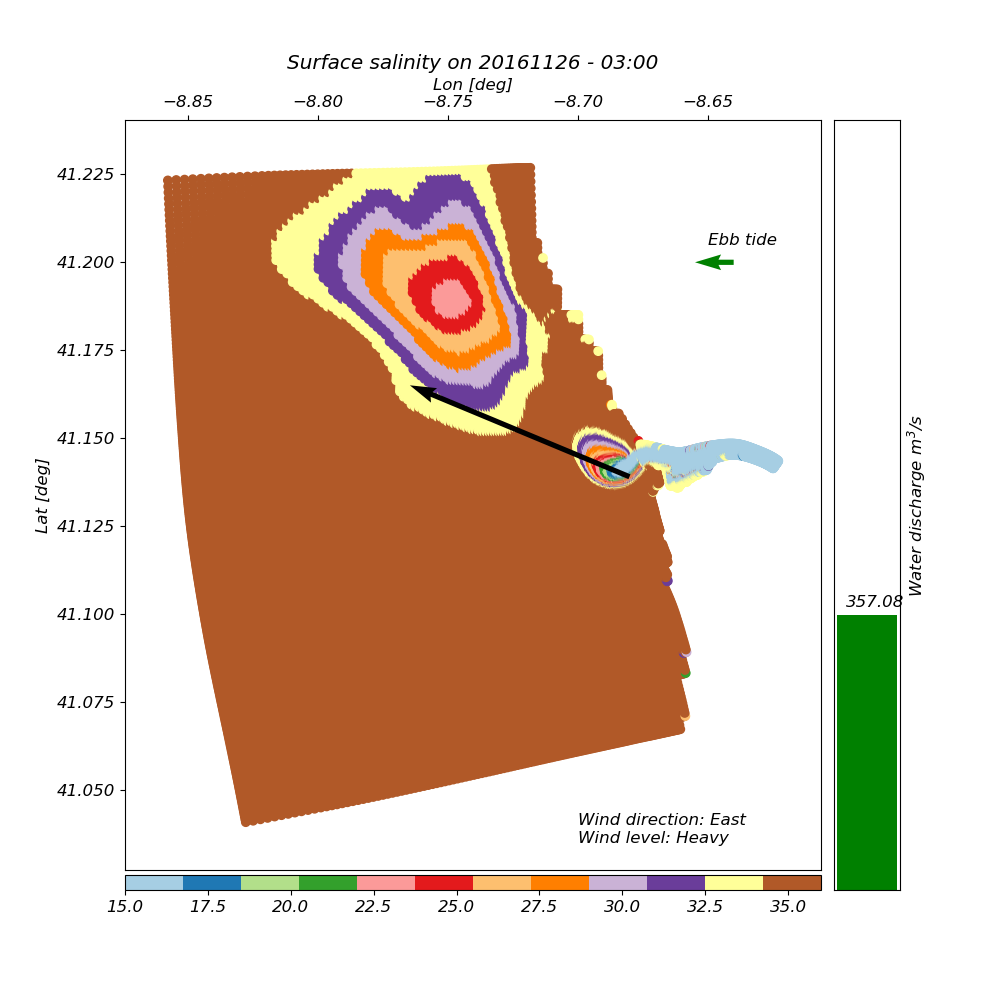 Surface salinity on 20161126 - 03:00
Lon [deg]
−8.85 −8.80 −8.75 −8.70 −8.65
41.225
Ebb tide
41.200
41.175
41.150
Lat [deg]
41.125
41.100
41.075
41.050
Wind direction: East
Wind level: Heavy
15.0 17.5 20.0 22.5 25.0 27.5 30.0 32.5 35.0
357.08
Water discharge m³/s